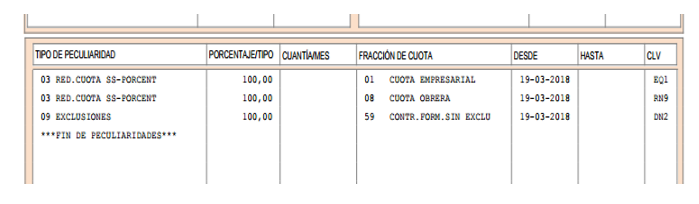 TIPO DE PECULIARIDAD PORCENTAJE/TIPO CUANTÍA/MES FRACCIÓN DE CUOTA DESDE HASTA CLV
03 RED.CUOTA SS-PORCENT 100,00 01 CUOTA EMPRESARIAL 19-03-2018 EQ1
03 RED.CUOTA SS-PORCENT 100,00 08 CUOTA OBRERA 19-03-2018 RN9
09 EXCLUSIONES 100,00 59 CONTR.FORM.SIN EXCLU 19-03-2018 DN2
***FIN DE PECULIARIDADES***